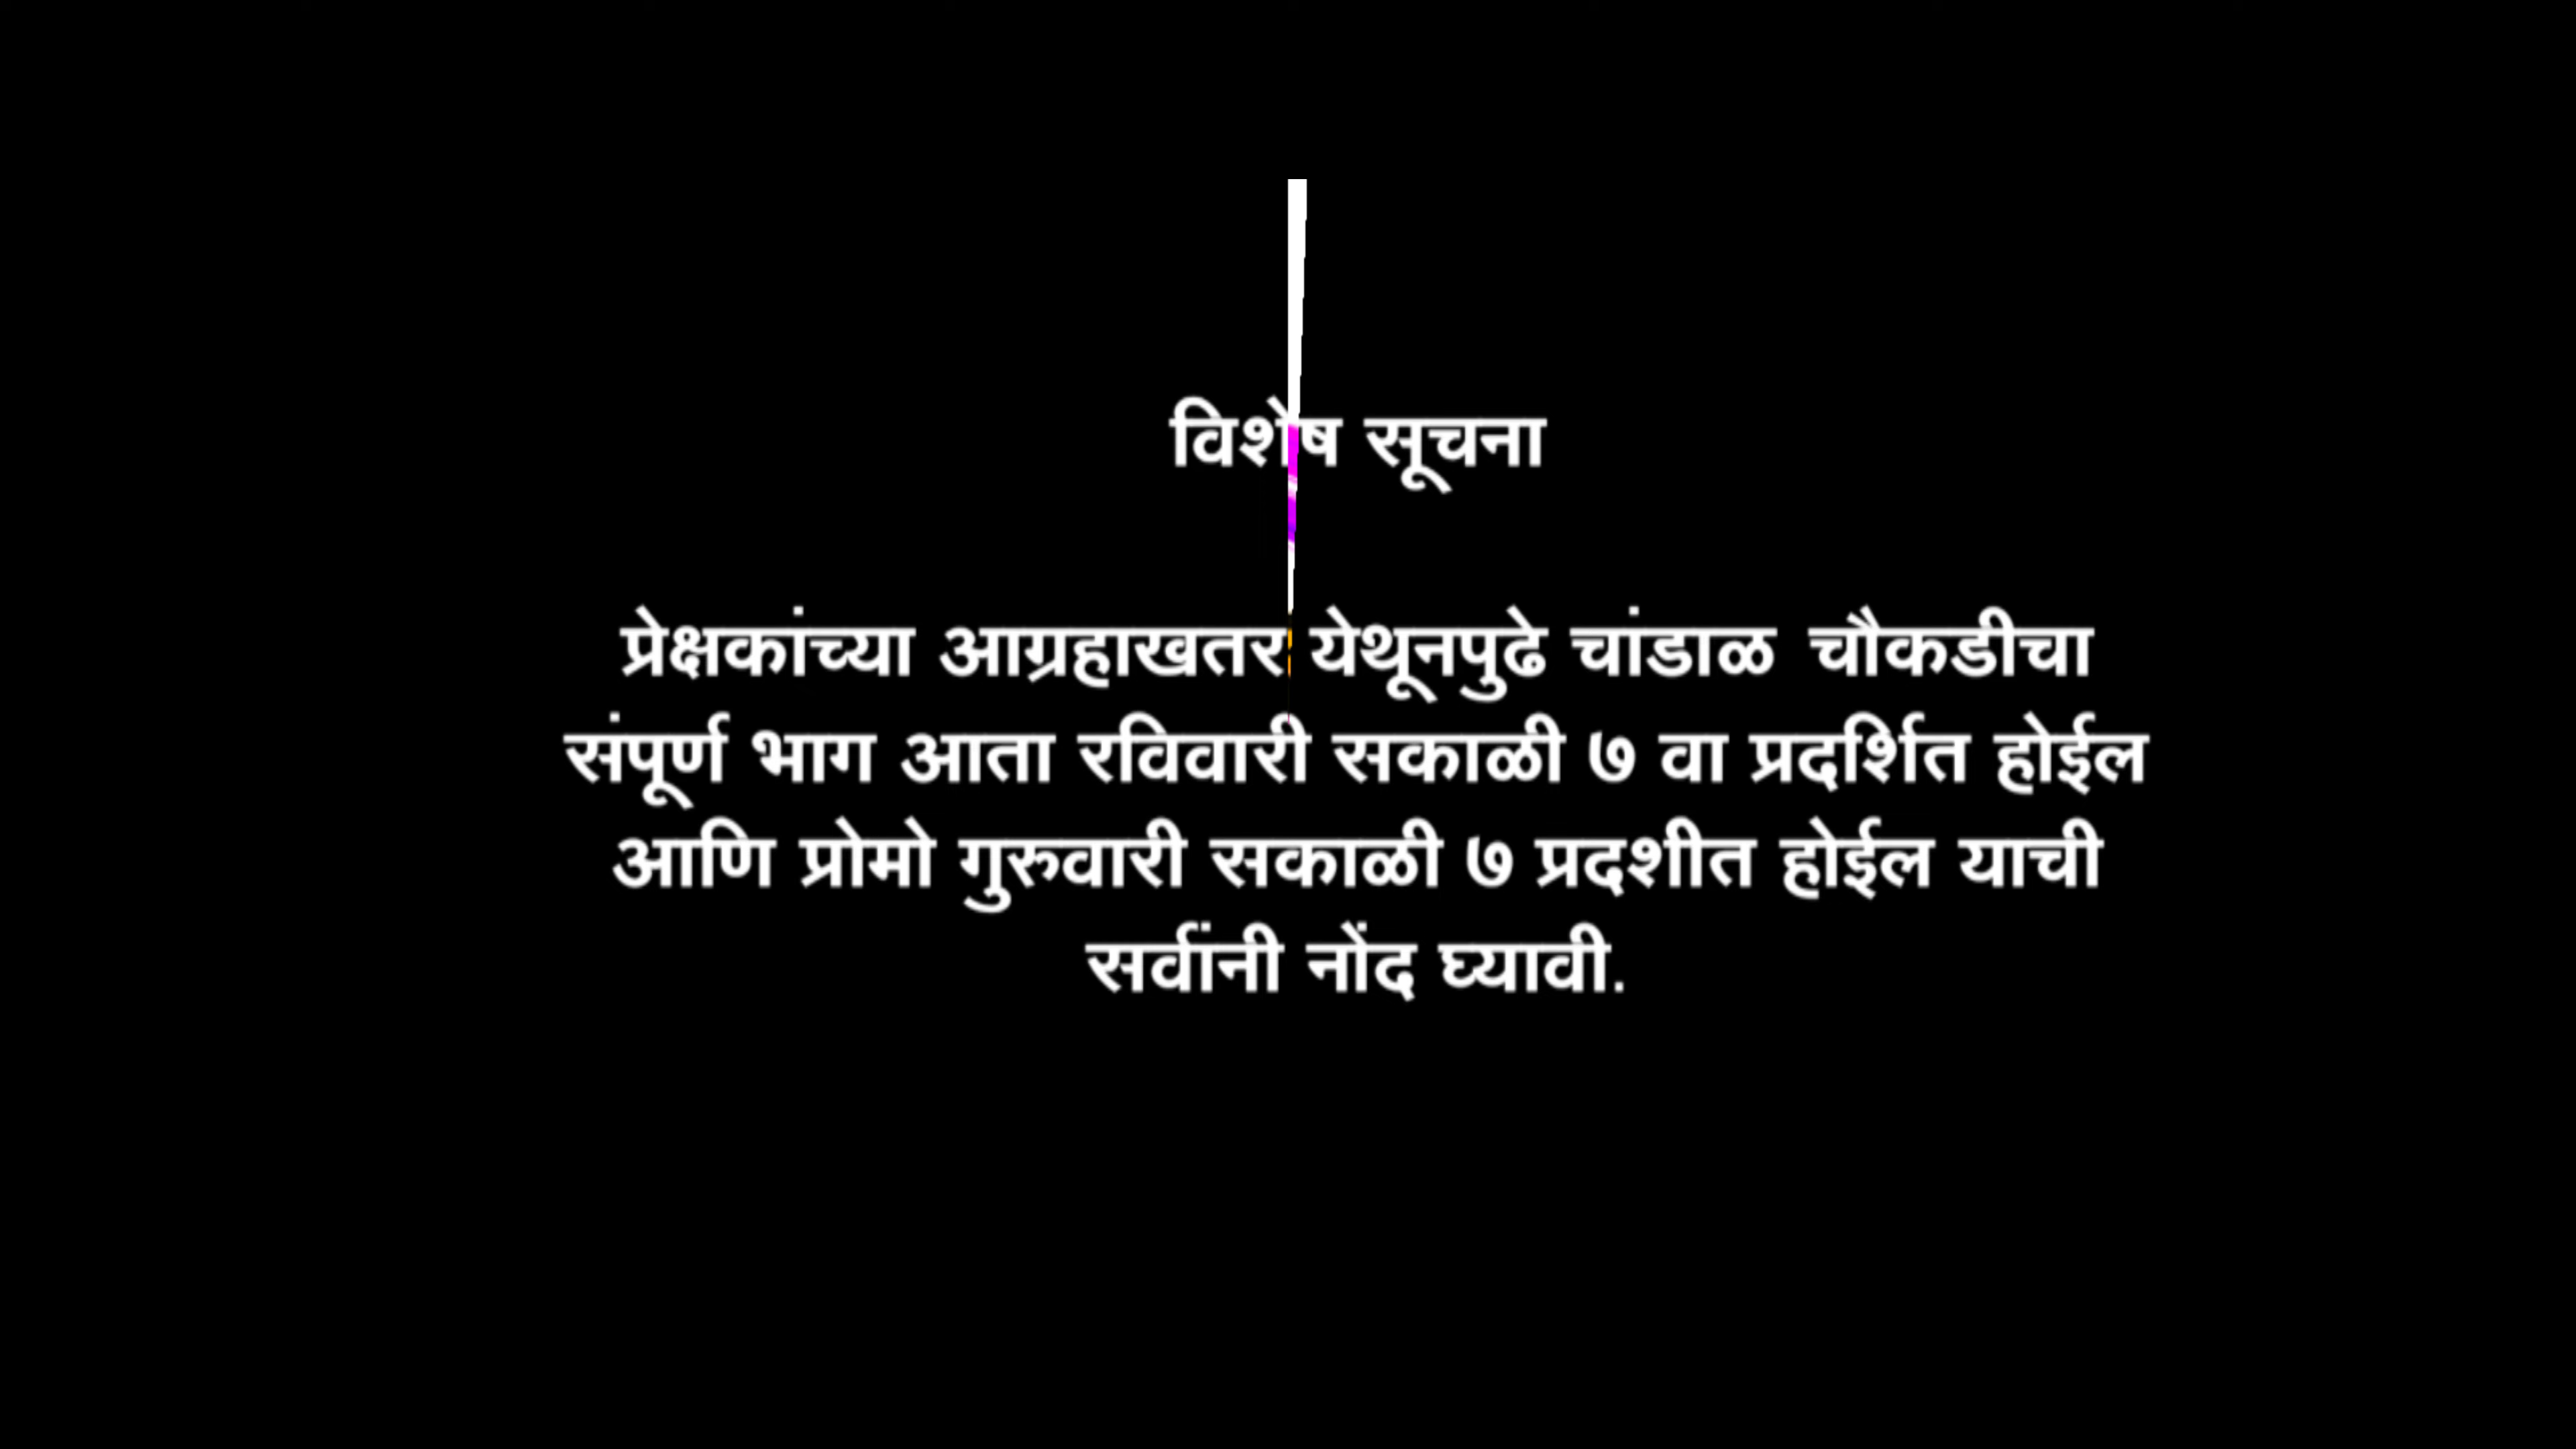 विशेष सूचना
प्रेक्षकांच्या आग्रहाखतर येथूनपुढे चांडाळ चौकडीचा
संपूर्ण भाग आता रविवारी सकाळी ७ वा प्रदर्शित होईल
आणि प्रोमो गुरुवारी सकाळी ७ प्रदशीत होईल याची
सर्वांनी नोंद घ्यावी.